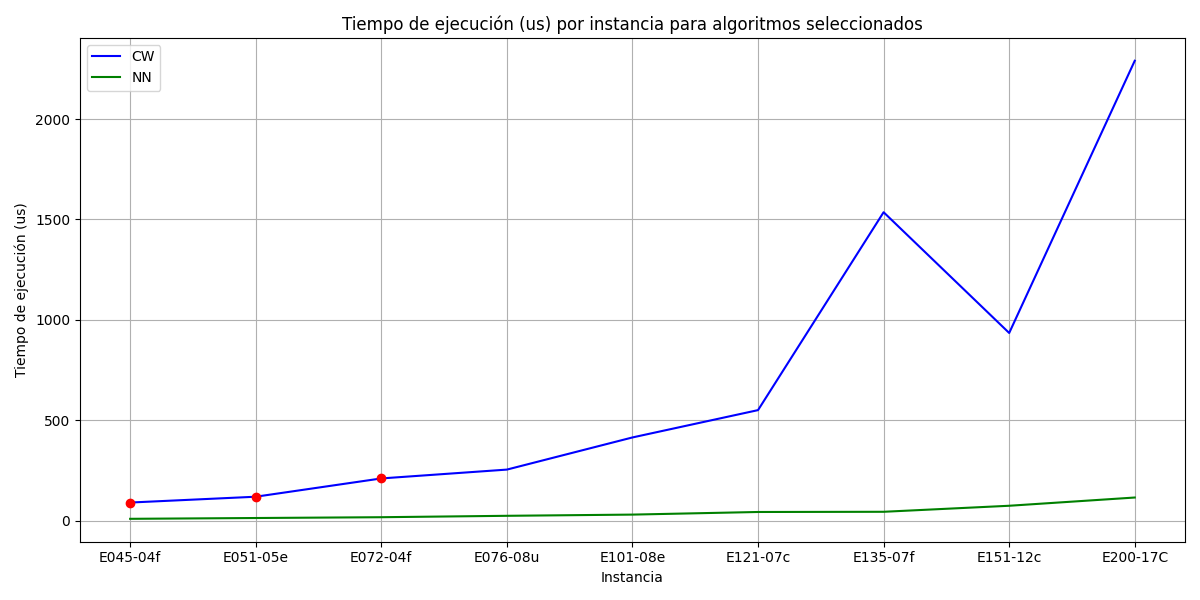 Tiempo de ejecución (us) por instancia para algoritmos seleccionados
CW
NN
Tiempo de ejecución (us)
2000
1500
1000
500
0
E045-04f E051-05e E072-04f E076-08u E101-08e E121-07c E135-07f E151-12c E200-17C
Instancia